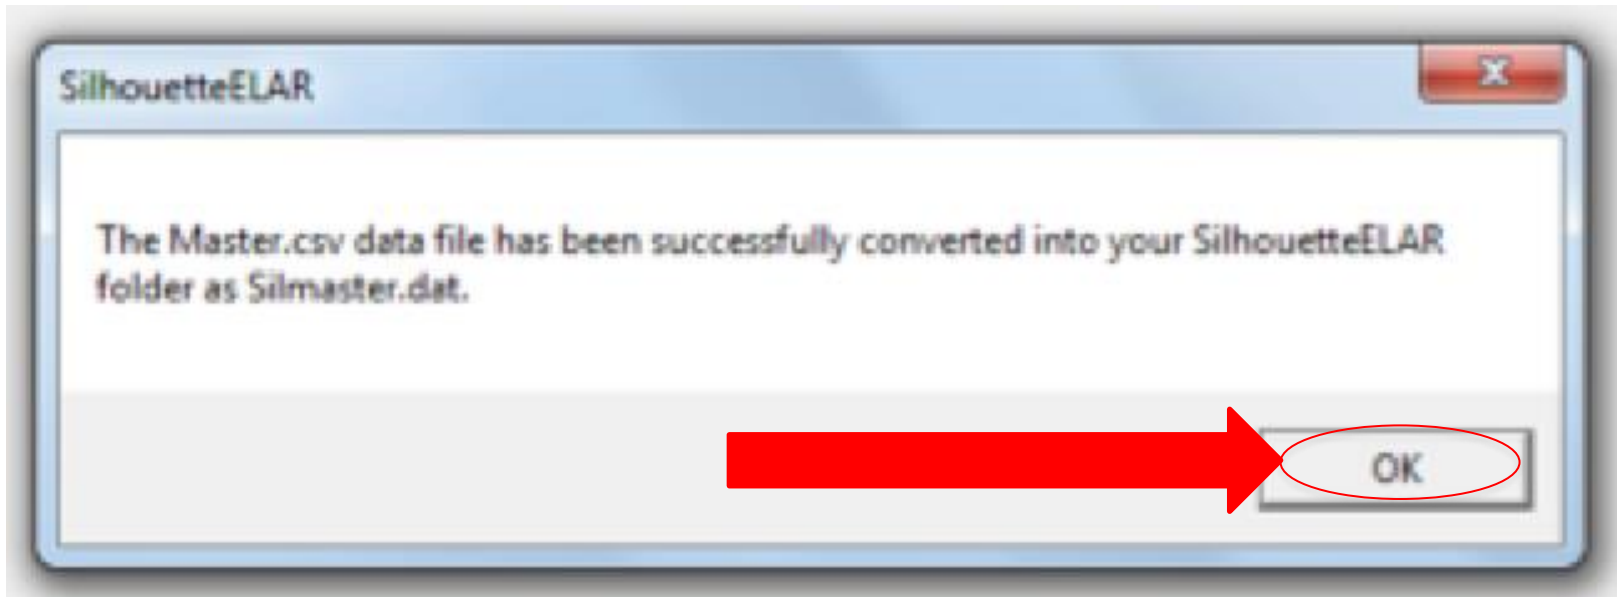 SilhouetteELAR
The Master.csv data file has been successfully converted into your SilhouetteELAR
folder as Silmaster.dat.
OK